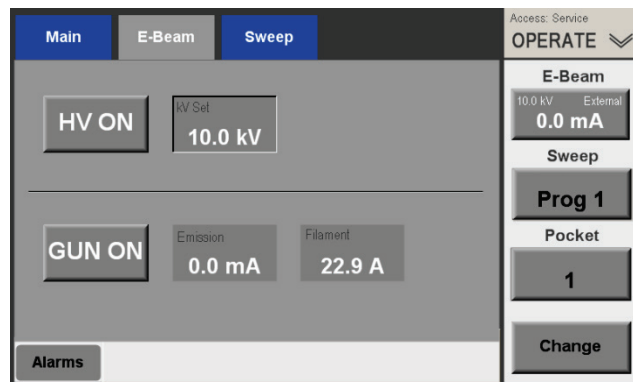 Main
E-Beam
Sweep
HV ON
kV Set
10.0 kV
GUN ON
Emission
0.0 mA
Filament
22.9 A
Alarms
Access: Service
OPERATE
E-Beam
10.0 kV External
0.0 mA
Sweep
Prog 1
Pocket
1
Change